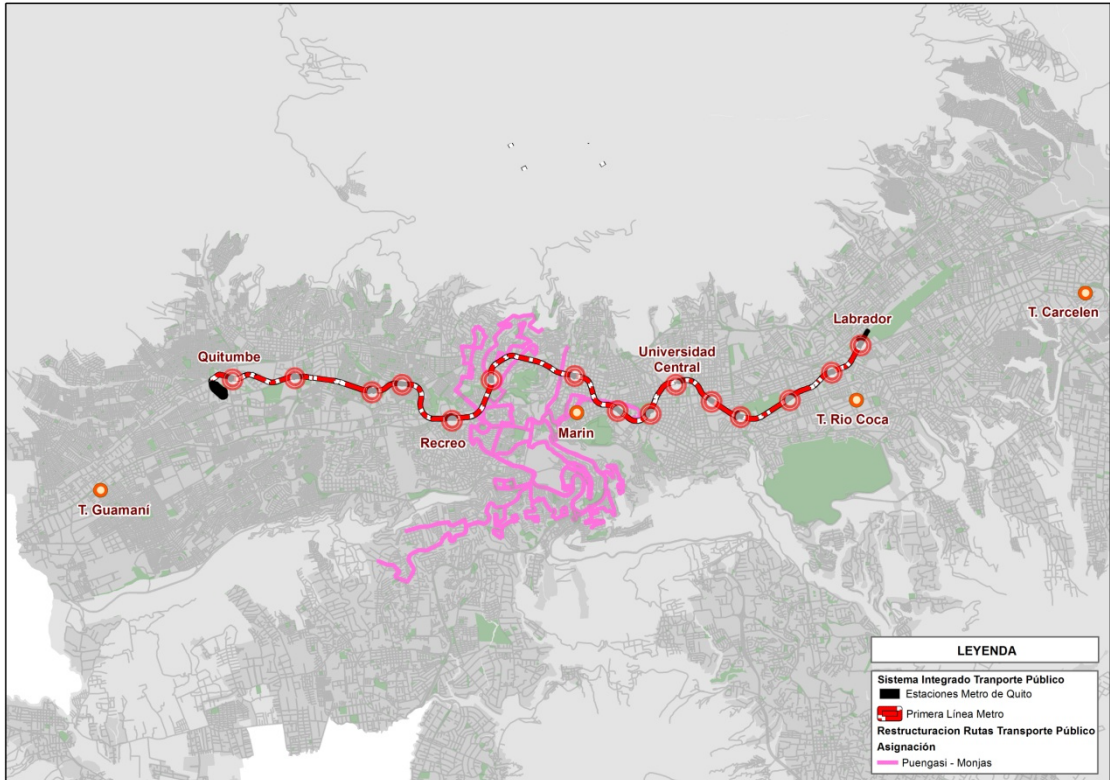 Labrador
T. Carcelen
Quitumbe
Universidad
Central
T. Rio Coca
Marin
Recreo
T. Guamaní
LEYENDA
Sistema Integrado Tranporte Público
Estaciones Metro de Quito
Primera Línea Metro
Restructuracion Rutas Transporte Público
Asignación
Puengasi - Monjas